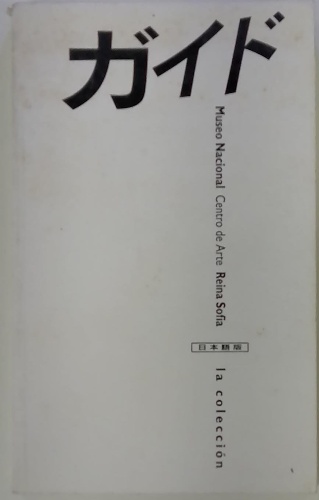 ガイド
Museo Nacional Centro de Arte Reina Sofía
日本語版
la colección